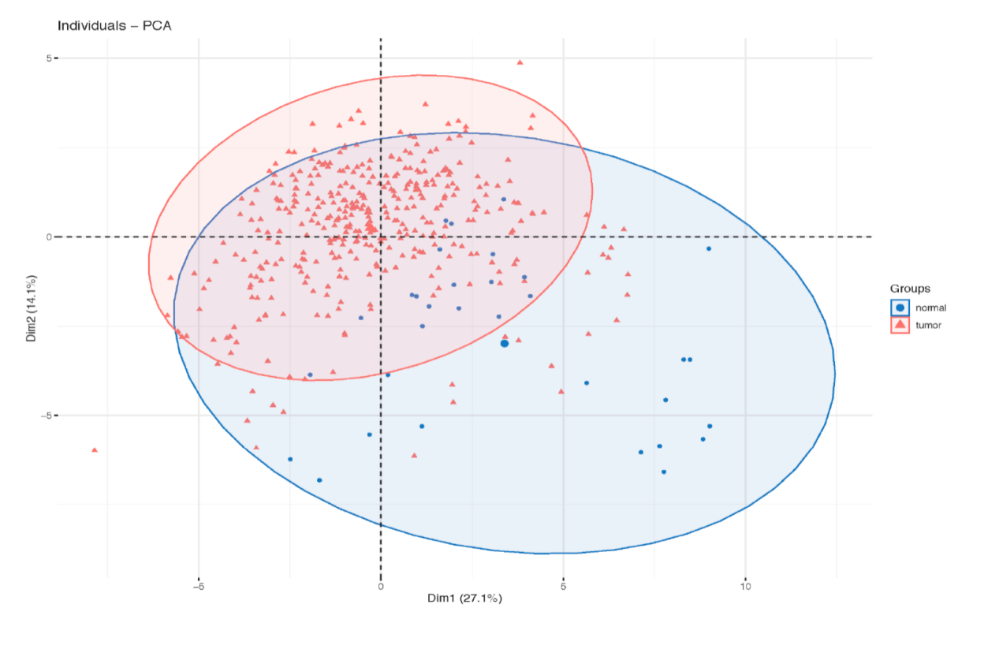 Individuals – PCA
5
0
−5
Dim2 (14.1%)
−5
0
5
10
Dim1 (27.1%)
Groups
normal
tumor